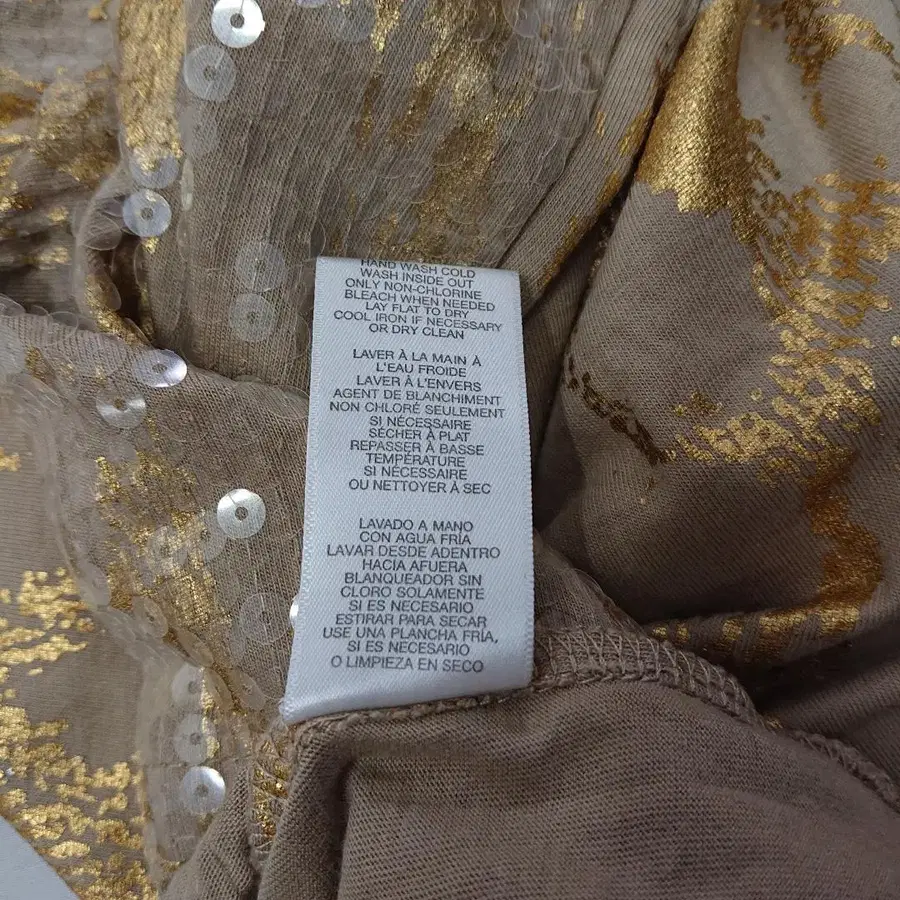 HAND WASH COLD
WASH INSIDE OUT
ONLY NON-CHLORINE
BLEACH WHEN NEEDED
LAY FLAT TO DRY
COOL IRON IF NECESSARY
OR DRY CLEAN
LAVER À LA MAIN À
L'EAU FROIDE
LAVER À L'ENVERS
AGENT DE BLANCHIMENT
NON CHLORÉ SEULEMENT
SI NÉCESSAIRE
SÉCHER À PLAT
REPASSER À BASSE
TEMPÉRATURE
SI NÉCESSAIRE
OU NETTOYER À SEC
LAVADO A MANO
CON AGUA FRÍA
LAVAR DESDE ADENTRO
HACIA AFUERA
BLANQUEADOR SIN
CLORO SOLAMENTE
SI ES NECESARIO
ESTIRAR PARA SECAR
USE UNA PLANCHA FRÍA,
SI ES NECESARIO
O LIMPIEZA EN SECO